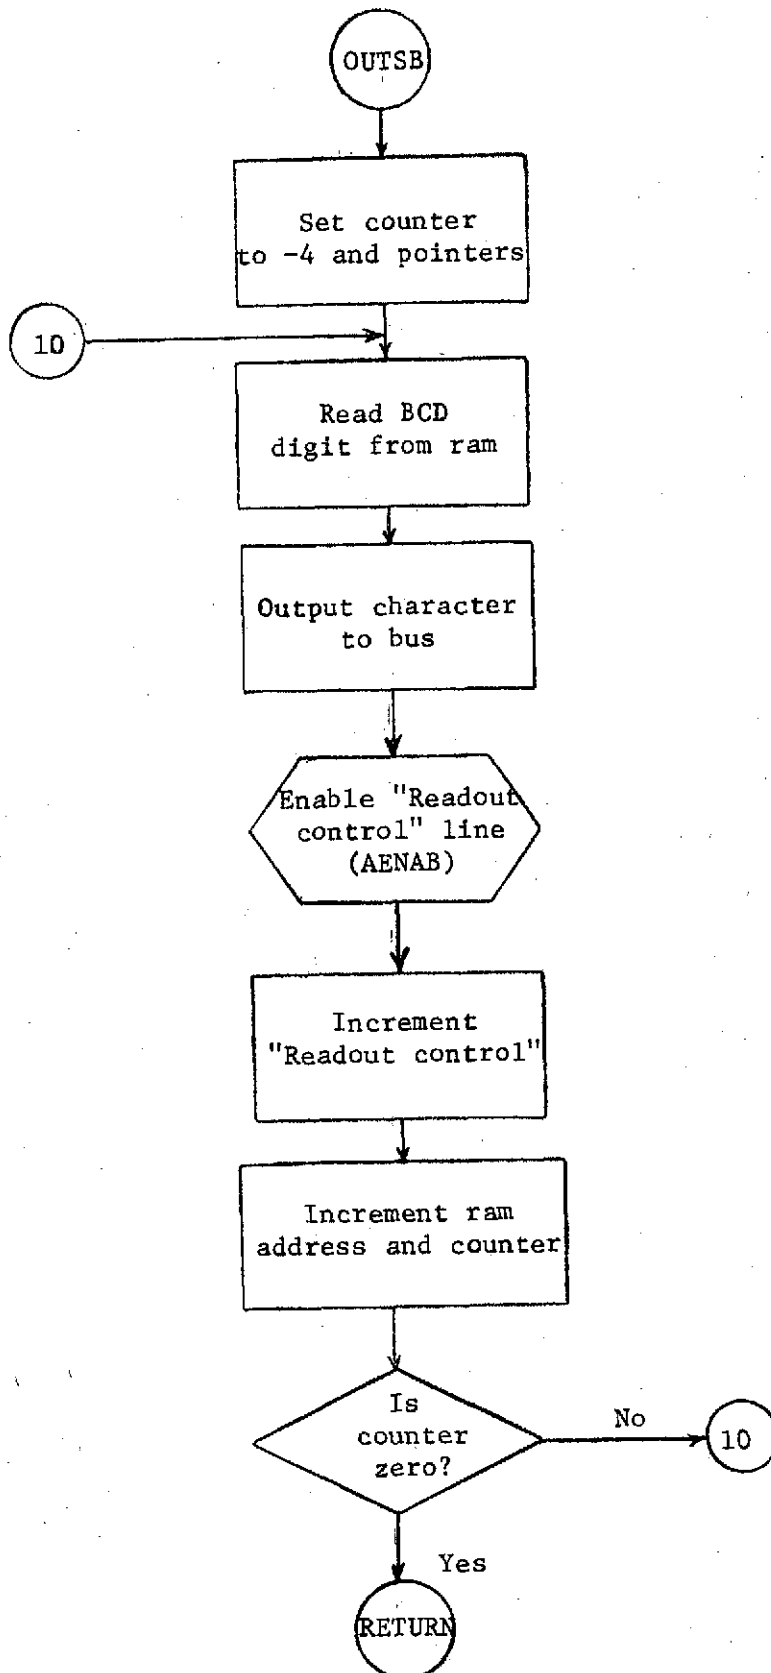 OUTSB
Set counter
to -4 and pointers
10
Read BCD
digit from ram
Output character
to bus
Enable "Readout
control" line
(AENAB)
Increment
"Readout control"
Increment ram
address and counter
Is
counter
zero?
No
10
Yes
RETURN